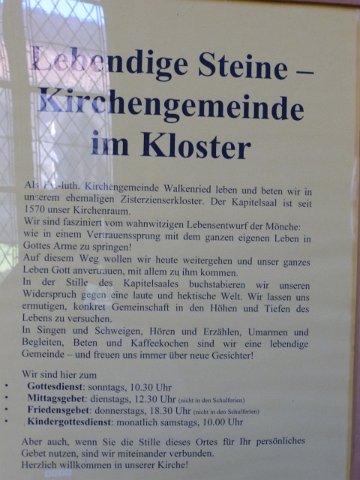 Lebendige Steine –
Kirchengemeinde
im Kloster
Als Ev.-luth. Kirchengemeinde Walkenried leben und beten wir in
unserem ehemaligen Zisterzienserkloster. Der Kapitelsaal ist seit
1570 unser Kirchenraum.
Wir sind fasziniert vom wahnwitzigen Lebensentwurf der Mönche:
wie in einem Vertrauenssprung mit dem ganzen eigenen Leben in
Gottes Arme zu springen!
Auf diesem Weg wollen wir heute weitergehen und unser ganzes
Leben Gott anvertrauen, mit allem zu ihm kommen.
In der Stille des Kapitelsaales buchstabieren wir unseren
Widerspruch gegen eine laute und hektische Welt. Wir lassen uns
ermutigen, konkret Gemeinschaft in den Höhen und Tiefen des
Lebens zu versuchen.
In Singen und Schweigen, Hören und Erzählen, Umarmen und
Begleiten, Beten und Kaffeekochen sind wir eine lebendige
Gemeinde – und freuen uns immer über neue Gesichter!
Wir sind hier zum
• Gottesdienst: sonntags, 10.30 Uhr
• Mittagsgebet: dienstags, 12.30 Uhr (nicht in den Schulferien)
• Friedensgebet: donnerstags, 18.30 Uhr (nicht in den Schulferien)
• Kindergottesdienst: monatlich samstags, 10.00 Uhr
Aber auch, wenn Sie die Stille dieses Ortes für Ihr persönliches
Gebet nutzen, sind wir miteinander verbunden.
Herzlich willkommen in unserer Kirche!